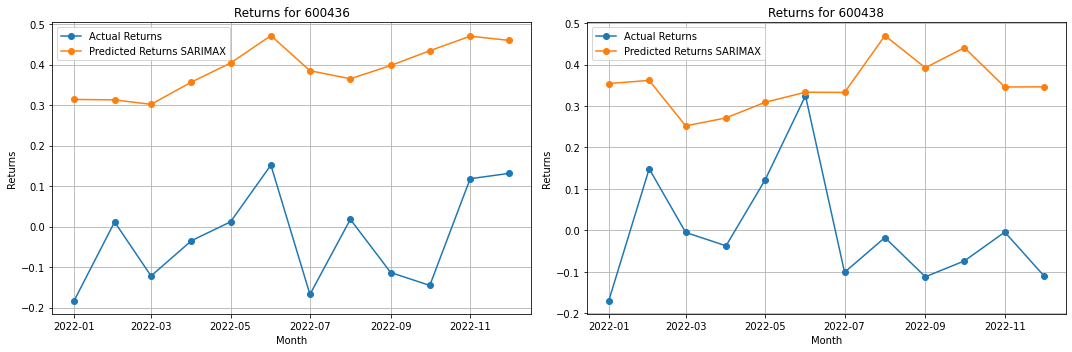 Returns for 600436
Actual Returns
Predicted Returns SARIMAX
0.5
0.4
0.3
0.2
0.1
0.0
−0.1
−0.2
Returns
2022-01 2022-03 2022-05 2022-07 2022-09 2022-11
Month
Returns for 600438
Actual Returns
Predicted Returns SARIMAX
0.5
0.4
0.3
0.2
0.1
0.0
−0.1
−0.2
Returns
2022-01 2022-03 2022-05 2022-07 2022-09 2022-11
Month